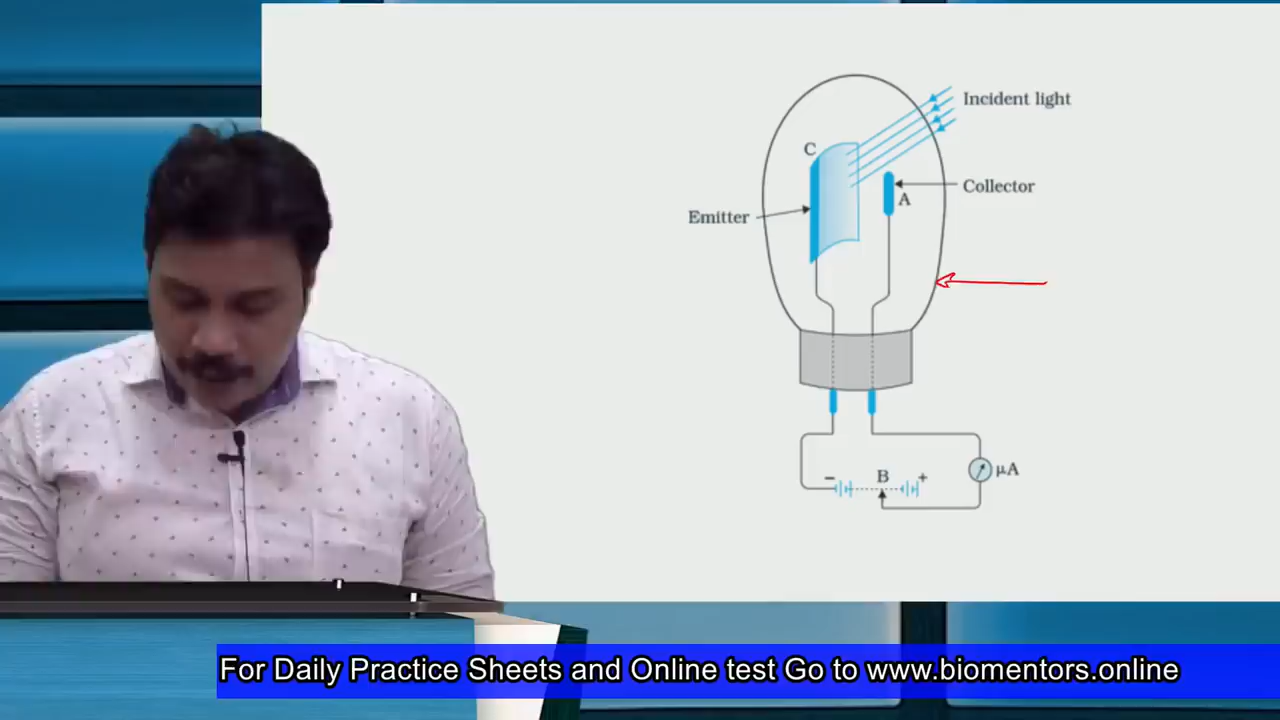 Incident light
C
Collector
A
Emitter
− B +
μA
For Daily Practice Sheets and Online test Go to www.biomentors.online